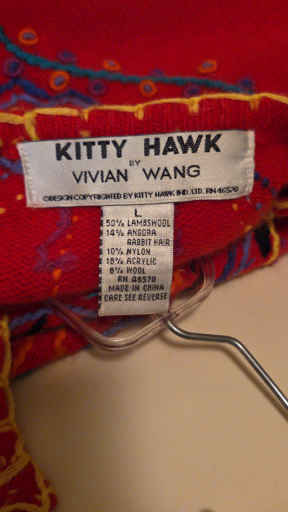 KITTY HAWK
BY
VIVIAN WANG
©DESIGN COPYRIGHTED BY KITTY HAWK IND. LTD. RN 46570
L
50% LAMBSWOOL
14% ANGORA
RABBIT HAIR
10% NYLON
18% ACRYLIC
8% WOOL
RN 46570
MADE IN CHINA
CARE SEE REVERSE